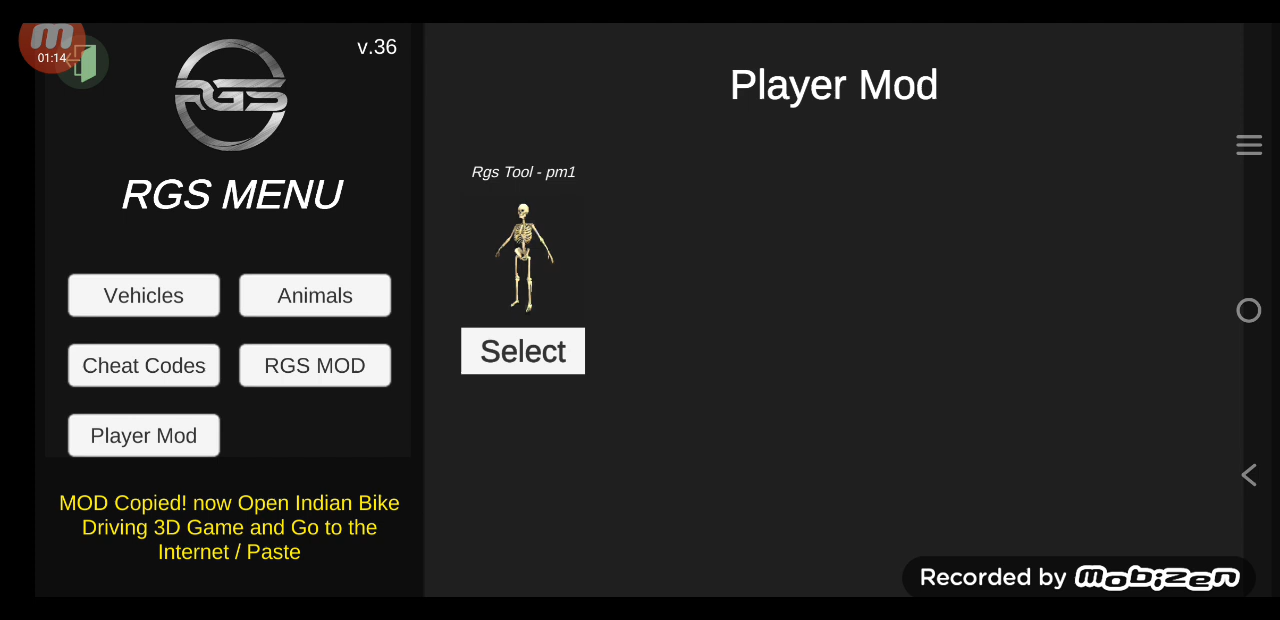 m
01:14
v.36
RGS
RGS MENU
Vehicles
Animals
Cheat Codes
RGS MOD
Player Mod
MOD Copied! now Open Indian Bike
Driving 3D Game and Go to the
Internet / Paste
Player Mod
Rgs Tool - pm1
Select
Recorded by mobizen